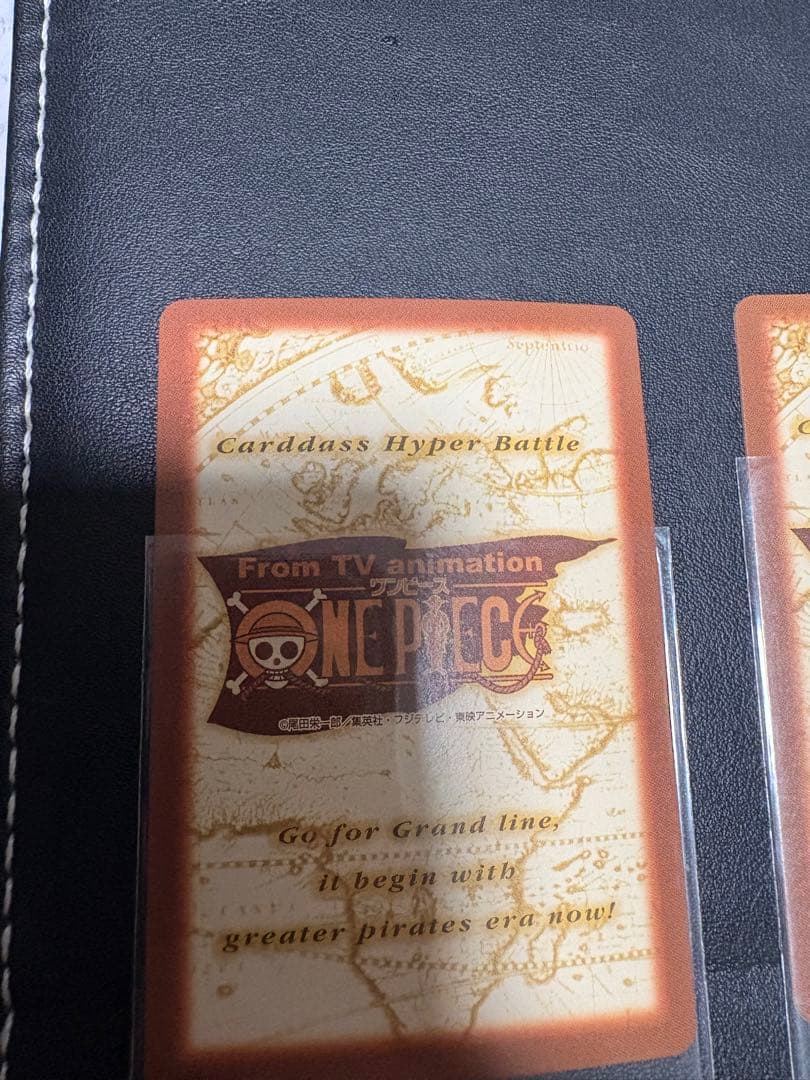 Septentrio
Carddass Hyper Battle
From TV animation
ワンピース
ONE PIECE
©尾田栄一郎／集英社・フジテレビ・東映アニメーション
Go for Grand line,
it begin with
greater pirates era now!